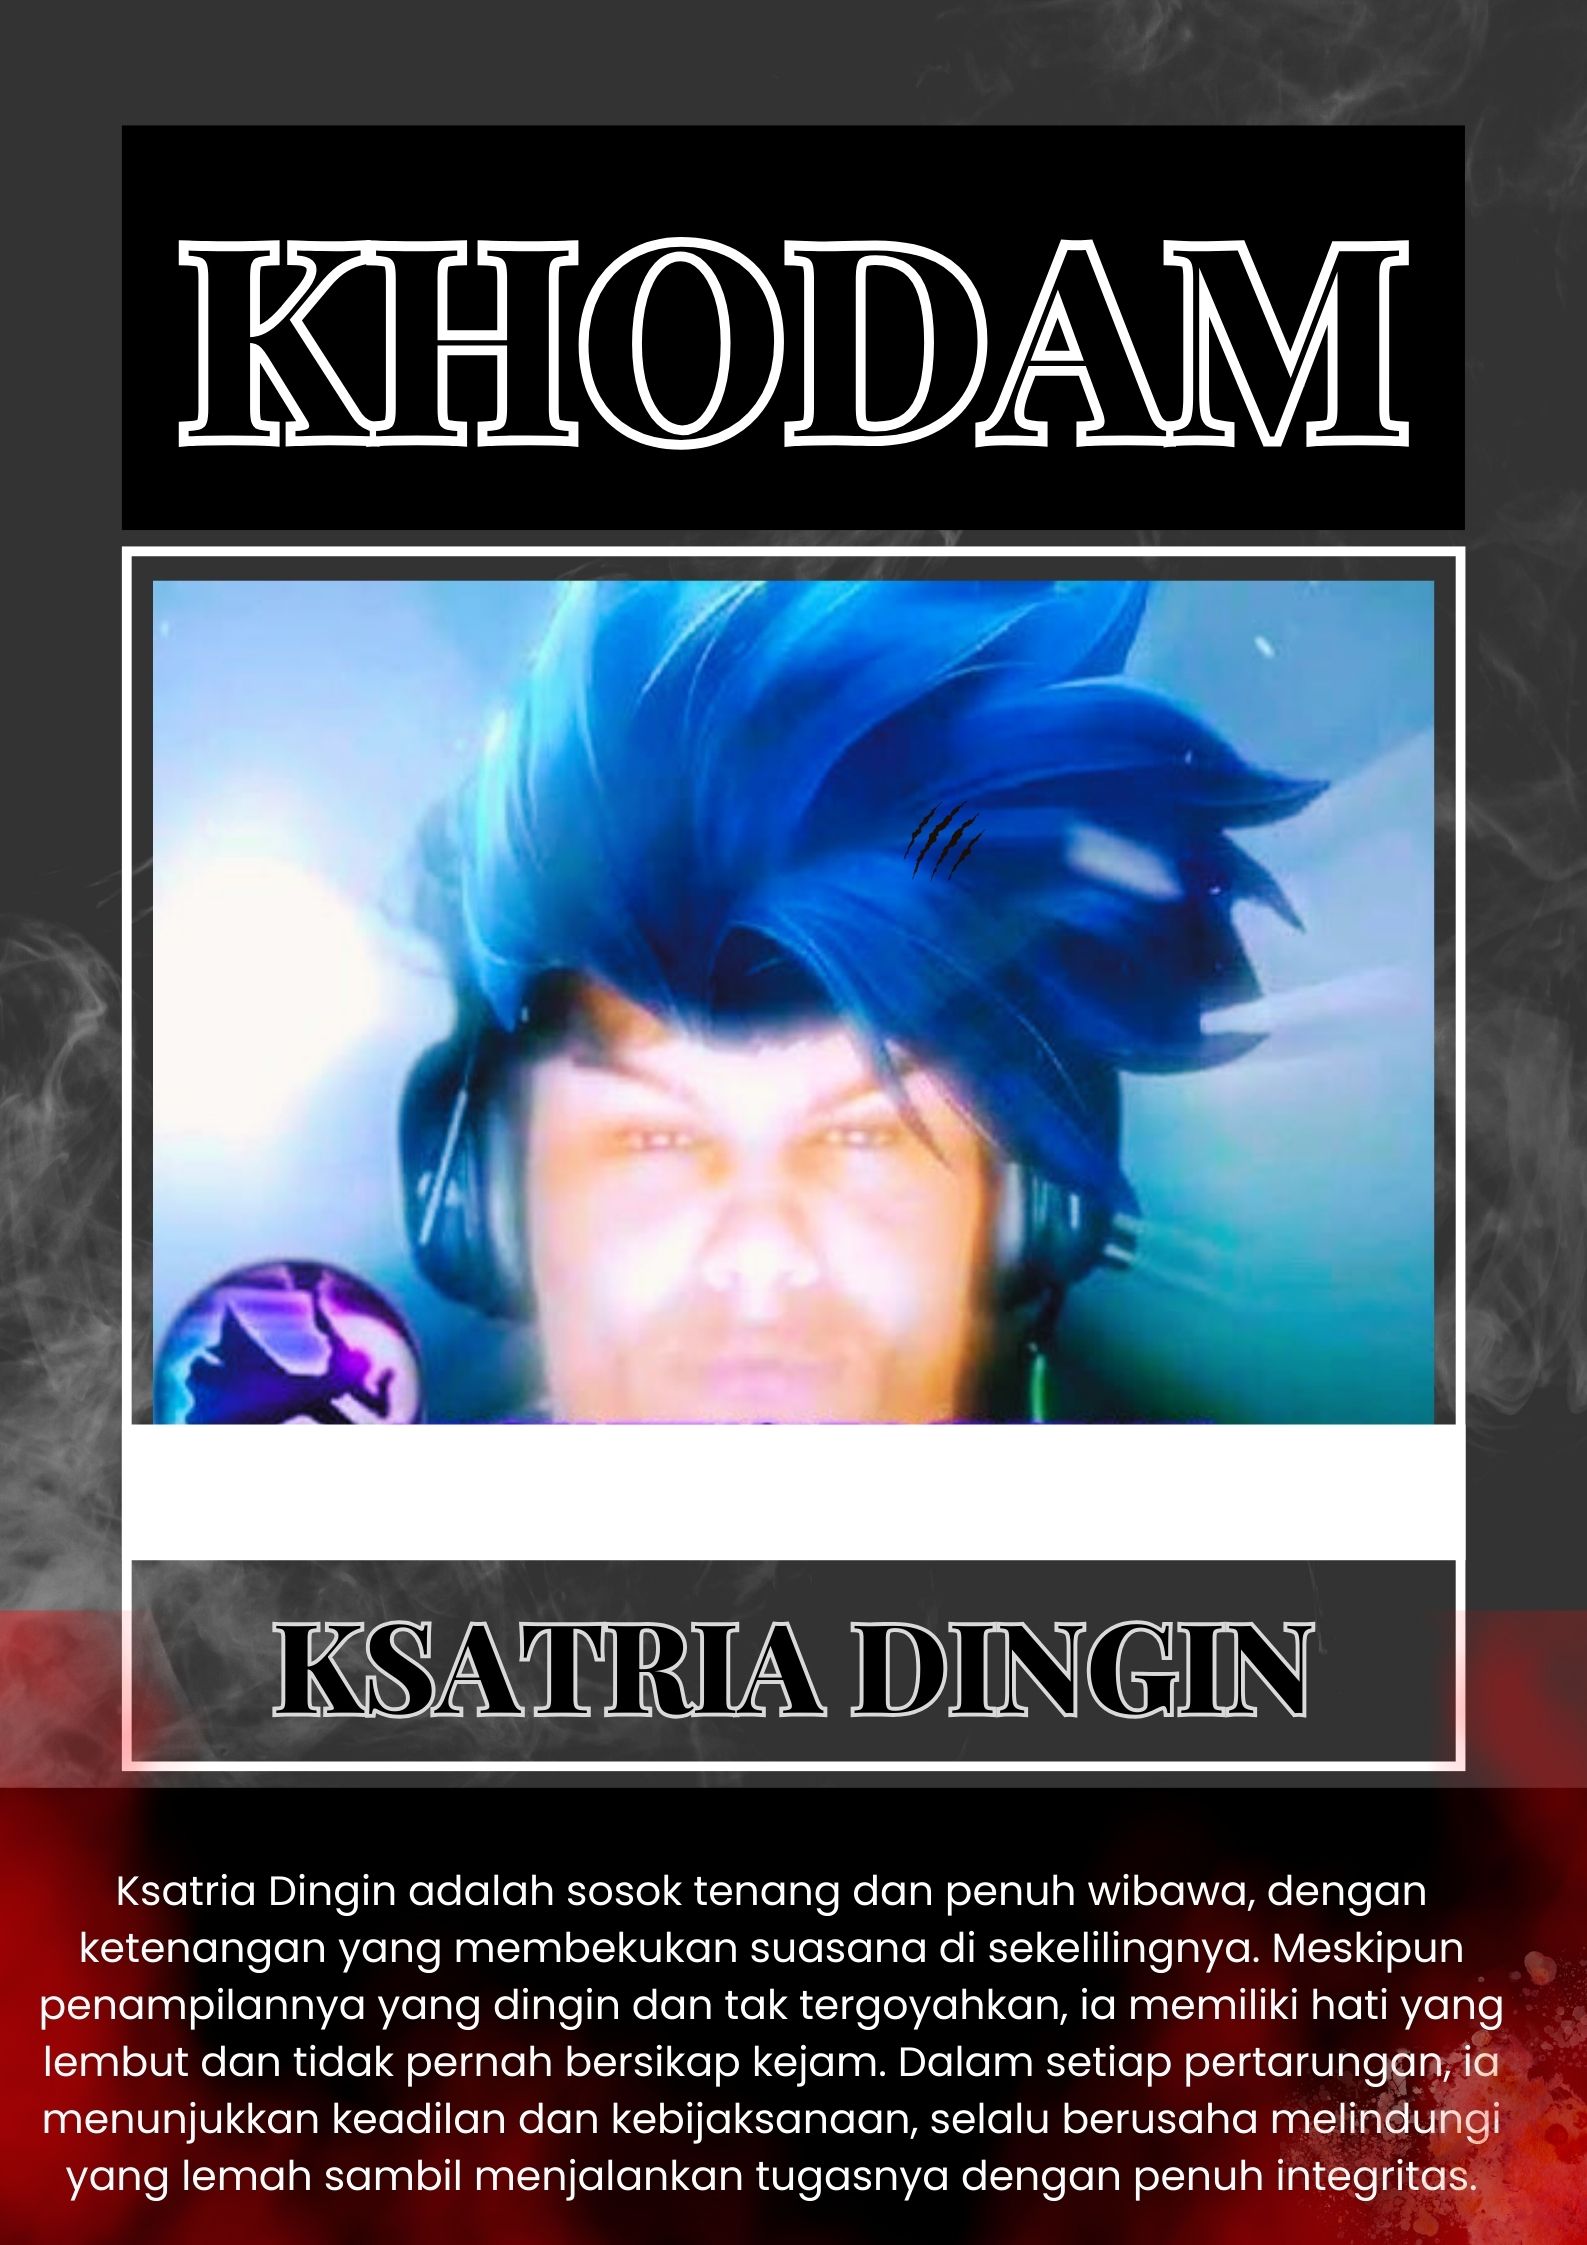 KHODAM
KSATRIA DINGIN
Ksatria Dingin adalah sosok tenang dan penuh wibawa, dengan
ketenangan yang membekukan suasana di sekelilingnya. Meskipun
penampilannya yang dingin dan tak tergoyahkan, ia memiliki hati yang
lembut dan tidak pernah bersikap kejam. Dalam setiap pertarungan, ia
menunjukkan keadilan dan kebijaksanaan, selalu berusaha melindungi
yang lemah sambil menjalankan tugasnya dengan penuh integritas.